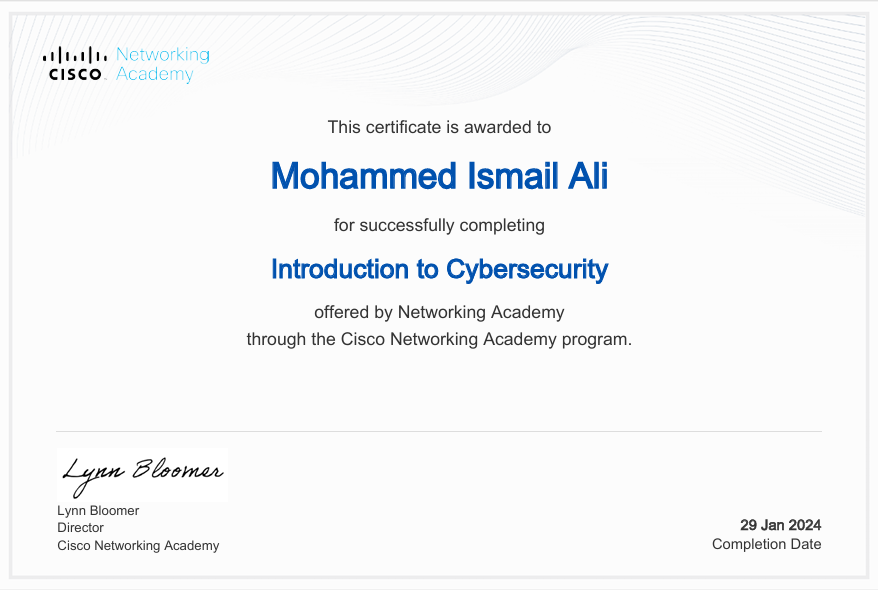 Networking
CISCO Academy
This certificate is awarded to
Mohammed Ismail Ali
for successfully completing
Introduction to Cybersecurity
offered by Networking Academy
through the Cisco Networking Academy program.
Lynn Bloomer
Lynn Bloomer
Director
Cisco Networking Academy
29 Jan 2024
Completion Date